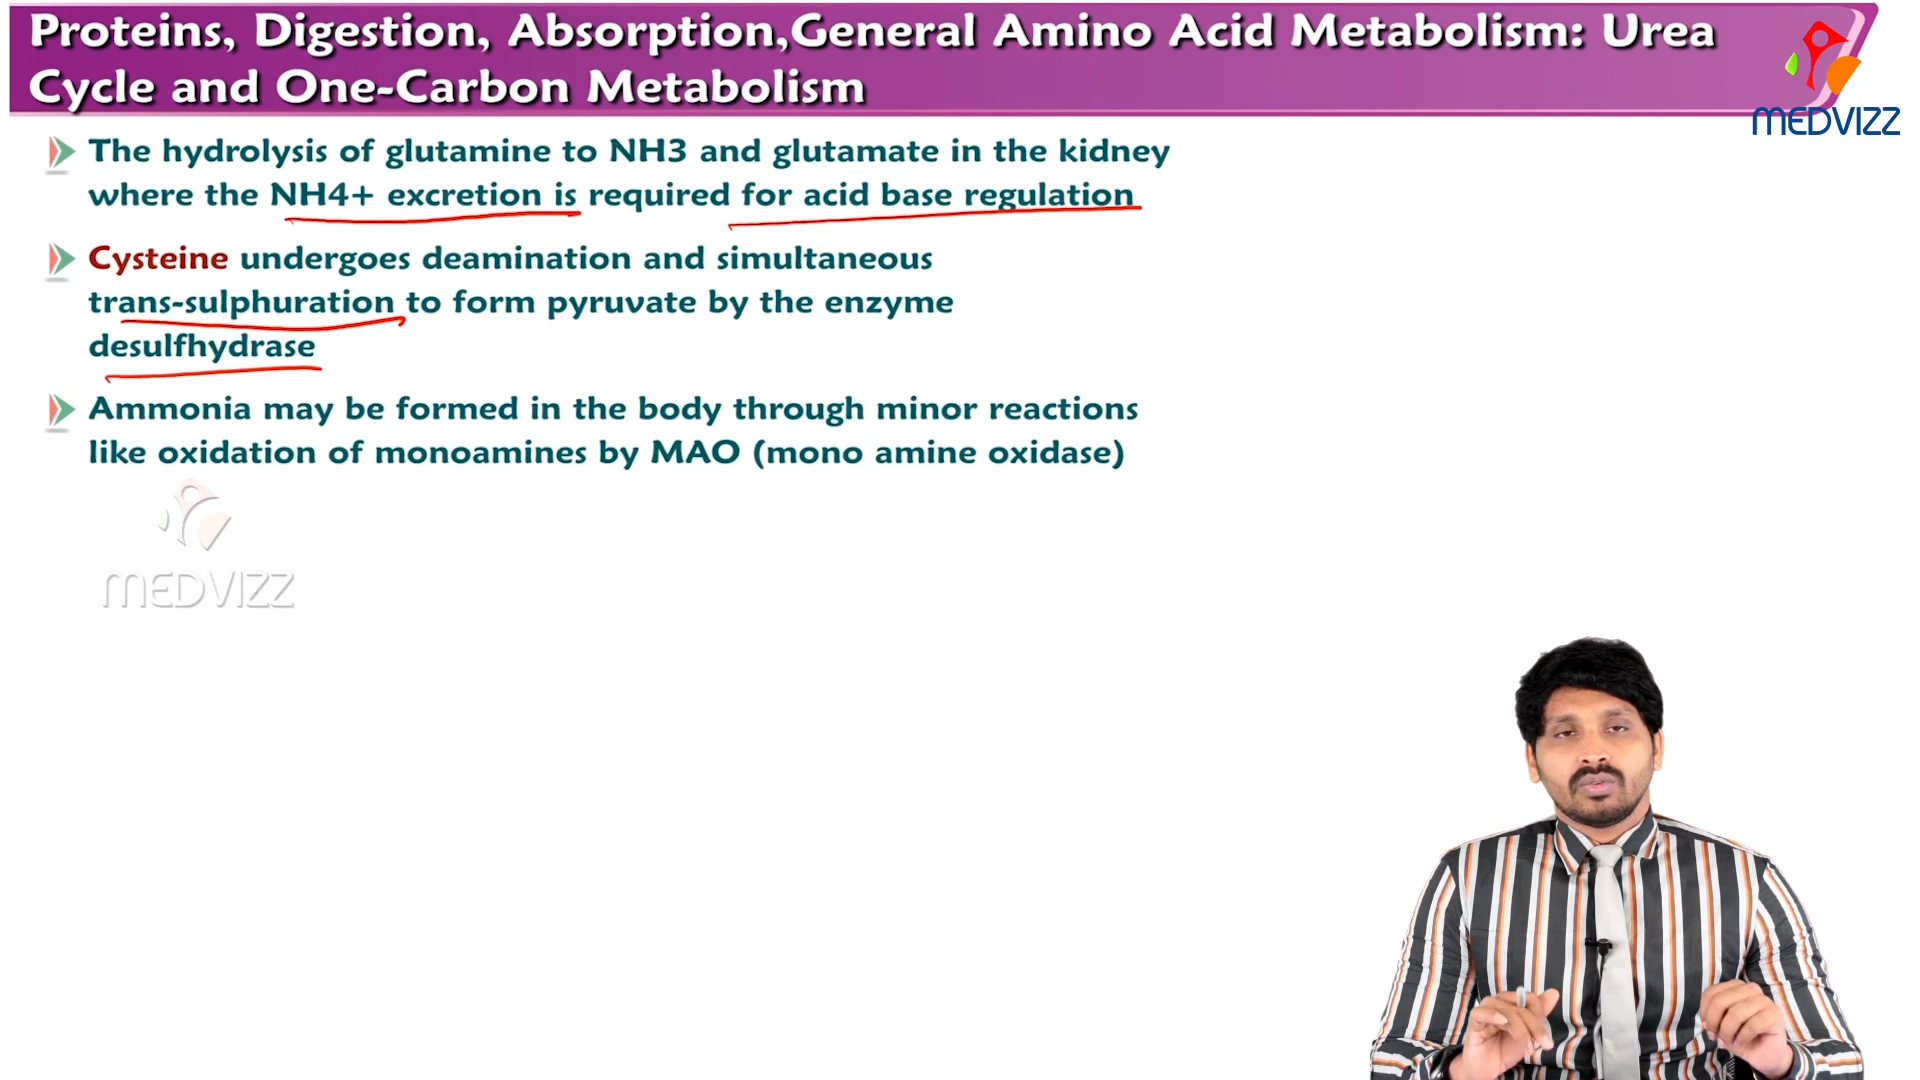 Proteins, Digestion, Absorption,General Amino Acid Metabolism: Urea
Cycle and One-Carbon Metabolism
MEDVIZZ
The hydrolysis of glutamine to NH3 and glutamate in the kidney
where the NH4+ excretion is required for acid base regulation
Cysteine undergoes deamination and simultaneous
trans-sulphuration to form pyruvate by the enzyme
desulfhydrase
Ammonia may be formed in the body through minor reactions
like oxidation of monoamines by MAO (mono amine oxidase)
MEDVIZZ